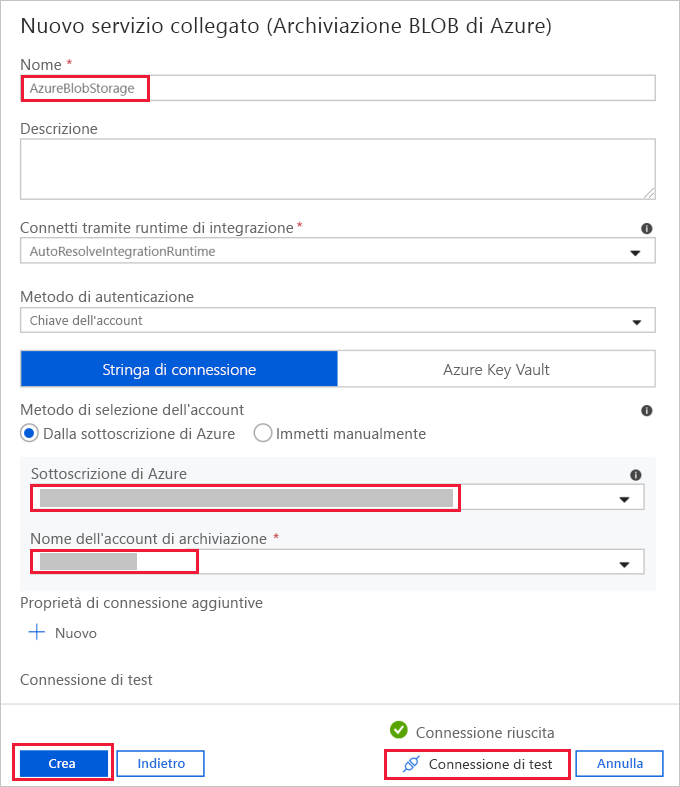 Nuovo servizio collegato (Archiviazione BLOB di Azure)
Nome *
AzureBlobStorage
Descrizione
Connetti tramite runtime di integrazione *
AutoResolveIntegrationRuntime
Metodo di autenticazione
Chiave dell'account
Stringa di connessione Azure Key Vault
Metodo di selezione dell'account
Dalla sottoscrizione di Azure Immetti manualmente
Sottoscrizione di Azure
Nome dell'account di archiviazione *
Proprietà di connessione aggiuntive
Nuovo
Connessione di test
Connessione riuscita
Crea Indietro Connessione di test Annulla